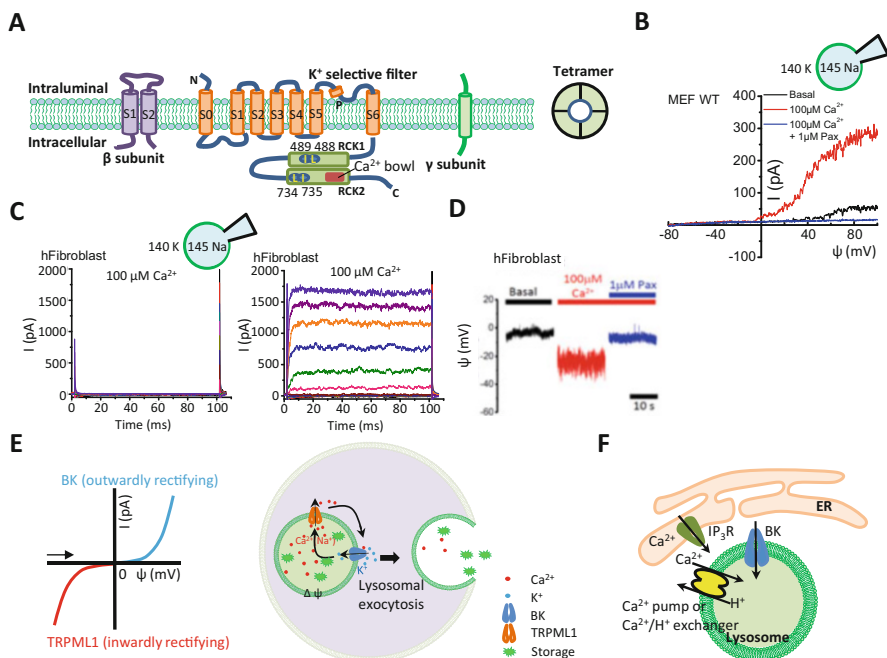 A
Intraluminal
Intracellular
N
K⁺ selective filter
P
S1 S2
S0 S1 S2 S3 S4 S5 S6
β subunit
489 488 RCK1
Ca²⁺ bowl
734 735 RCK2
C
γ subunit
Tetramer
B
140 K 145 Na
MEF WT
Basal
100μM Ca²⁺
100μM Ca²⁺
+ 1μM Pax
400
300
200
100
0
-100
I (pA)
-80 -40 0 40 80
ψ (mV)
C
hFibroblast
140 K 145 Na
100 μM Ca²⁺
2000
1500
1000
500
0
I (pA)
0 20 40 60 80 100
Time (ms)
hFibroblast
100 μM Ca²⁺
2000
1500
1000
500
0
I (pA)
0 20 40 60 80 100
Time (ms)
D
hFibroblast
Basal
100μM
Ca²⁺
1μM Pax
20
0
-20
-40
-60
ψ (mV)
10 s
E
BK (outwardly rectifying)
I (pA)
0 ψ (mV)
TRPML1 (inwardly rectifying)
Ca²⁺(Na⁺)
K⁺
Δ ψ
Lysosomal
exocytosis
Ca²⁺
K⁺
BK
TRPML1
Storage
F
ER
IP₃R
BK
Ca²⁺
Ca²⁺
H⁺
Ca²⁺ pump or
Ca²⁺/H⁺ exchanger
Lysosome